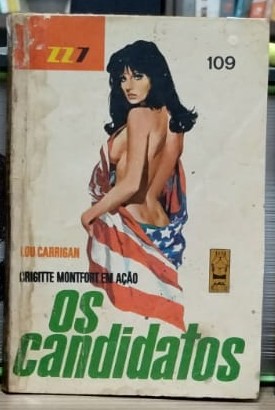 ZZ7
109
LOU CARRIGAN
BRIGITTE MONTFORT EM AÇÃO
os
candidatos